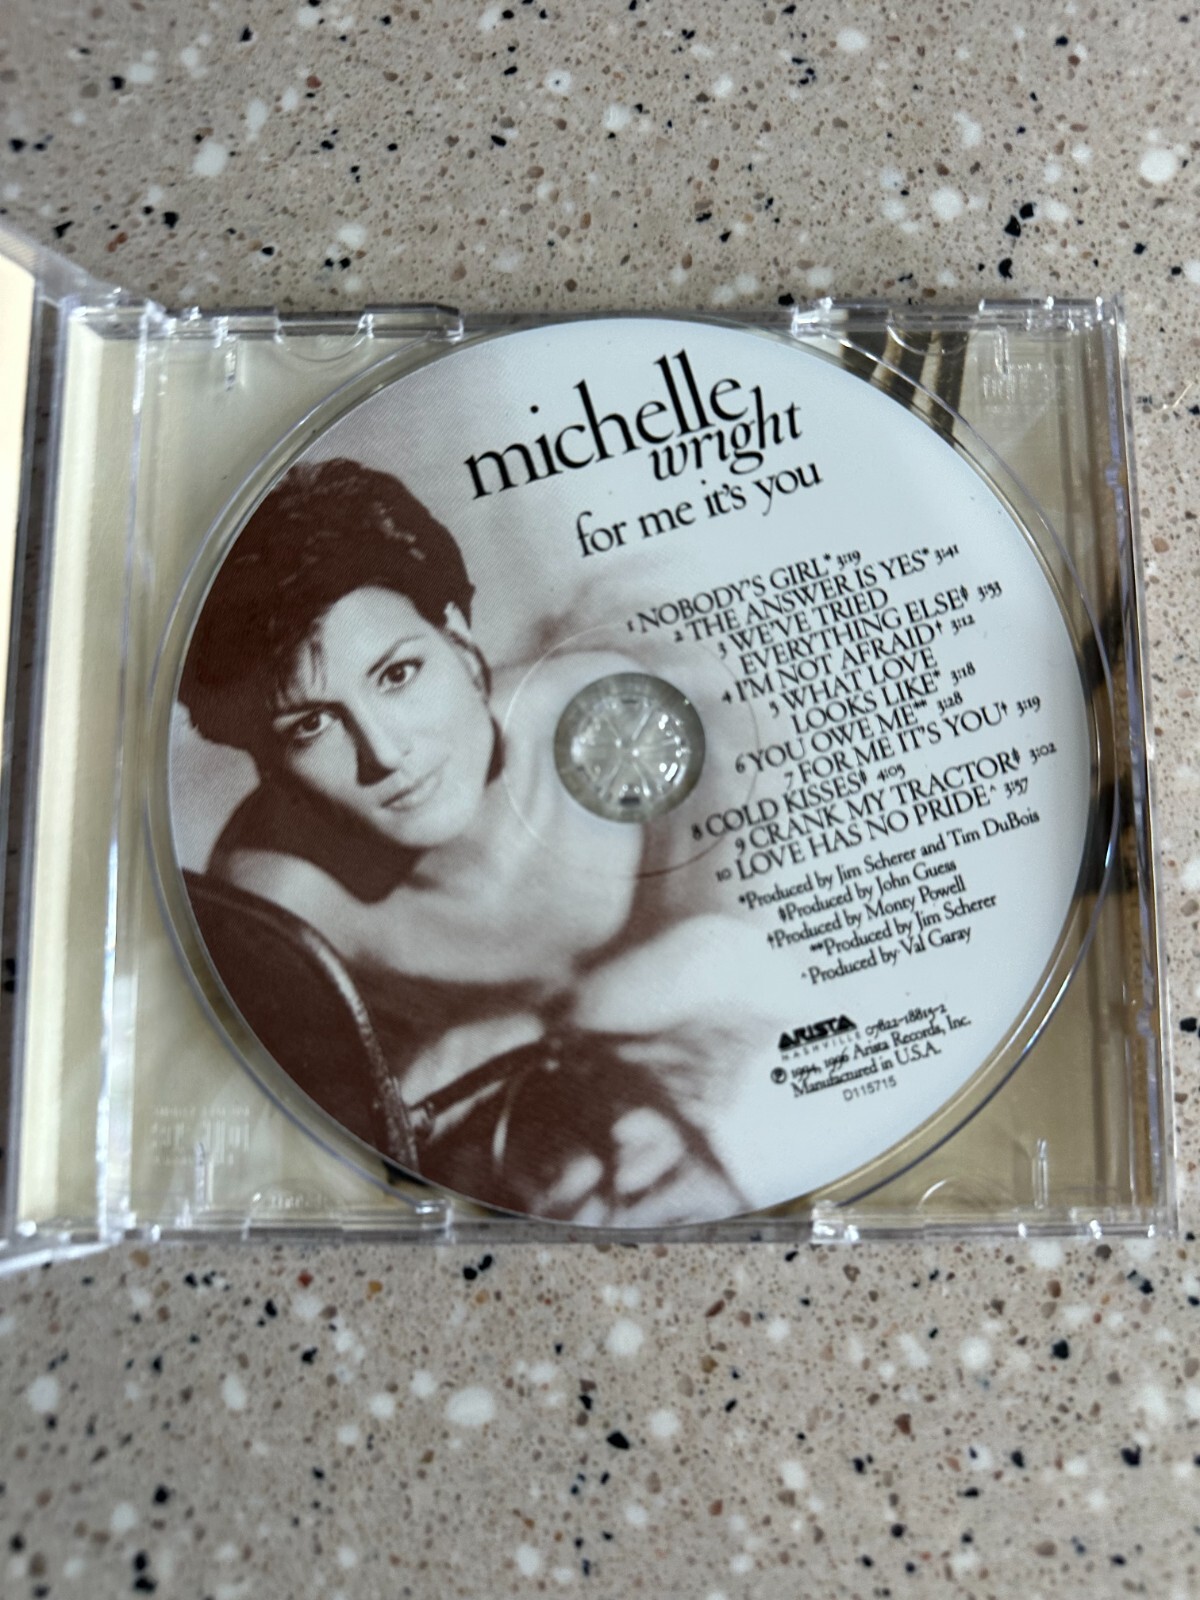 michelle
wright
for me it's you
1 NOBODY'S GIRL* 3:19
2 THE ANSWER IS YES* 3:41
3 WE'VE TRIED
EVERYTHING ELSE‡ 3:53
4 I'M NOT AFRAID† 3:12
5 WHAT LOVE
LOOKS LIKE* 3:18
6 YOU OWE ME** 3:28
7 FOR ME IT'S YOU† 3:19
8 COLD KISSES‡ 4:05
9 CRANK MY TRACTOR‡ 3:02
10 LOVE HAS NO PRIDE^ 3:57
*Produced by Jim Scherer and Tim DuBois
‡Produced by John Guess
†Produced by Monty Powell
**Produced by Jim Scherer
^Produced by Val Garay
ARISTA 07822-18815-2
NASHVILLE
℗ 1994, 1996 Arista Records, Inc.
Manufactured in U.S.A.
D115715